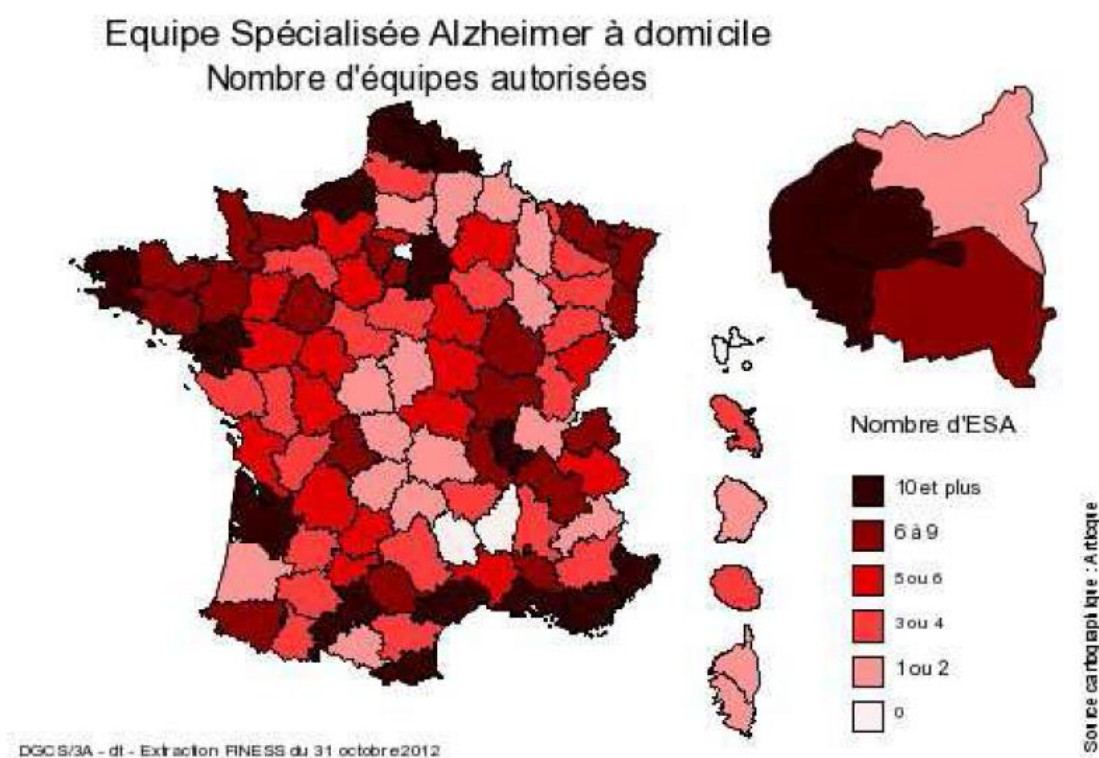 Equipe Spécialisée Alzheimer à domicile
Nombre d'équipes autorisées
Nombre d'ESA
10 et plus
6 à 9
5 ou 6
3 ou 4
1 ou 2
0
Source cartographique : Articque
DGCS/3A - dt - Extraction FINESS du 31 octobre 2012